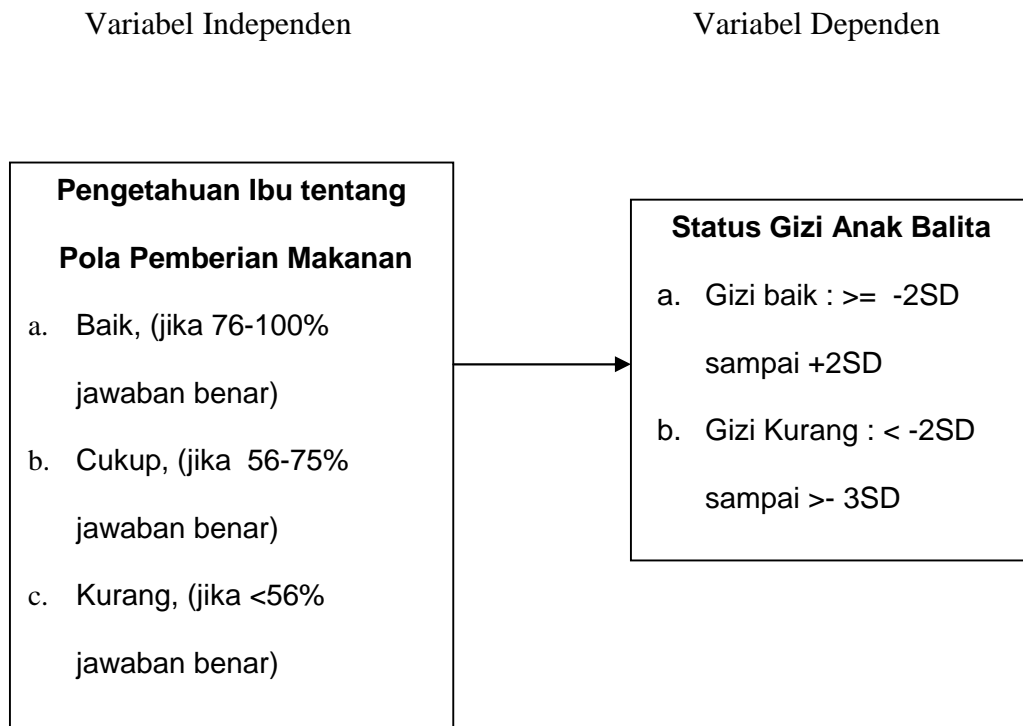 Variabel Independen
Variabel Dependen
Pengetahuan Ibu tentang
Pola Pemberian Makanan
a. Baik, (jika 76-100%
jawaban benar)
b. Cukup, (jika 56-75%
jawaban benar)
c. Kurang, (jika <56%
jawaban benar)
Status Gizi Anak Balita
a. Gizi baik : >= -2SD
sampai +2SD
b. Gizi Kurang : < -2SD
sampai >- 3SD